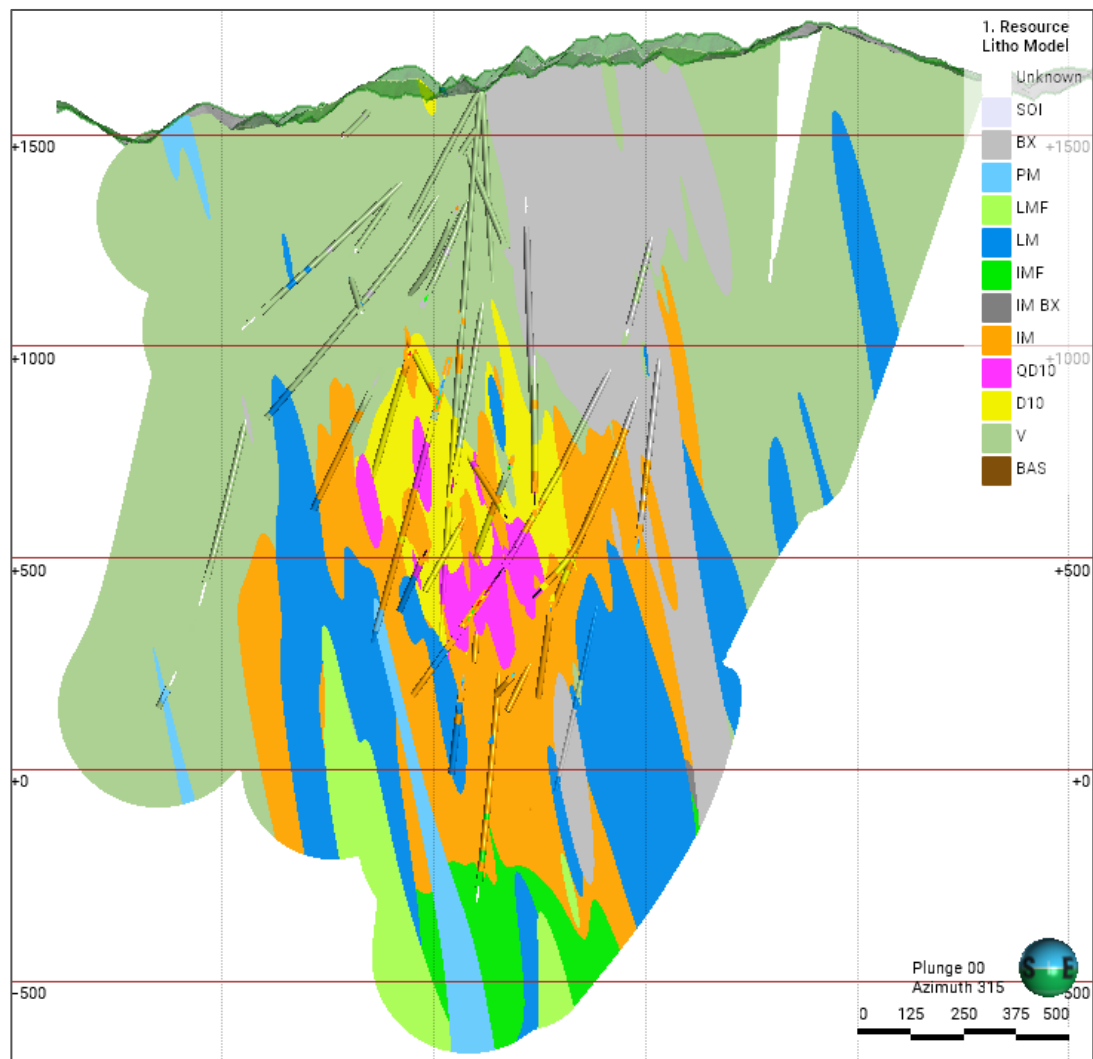 1. Resource
Litho Model
Unknown
SOI
BX
PM
LMF
LM
IMF
IM BX
IM
QD10
D10
V
BAS
+1500
+1500
+1000
+1000
+500
+500
+0
+0
-500
-500
Plunge 00
Azimuth 315
S E
0 125 250 375 500